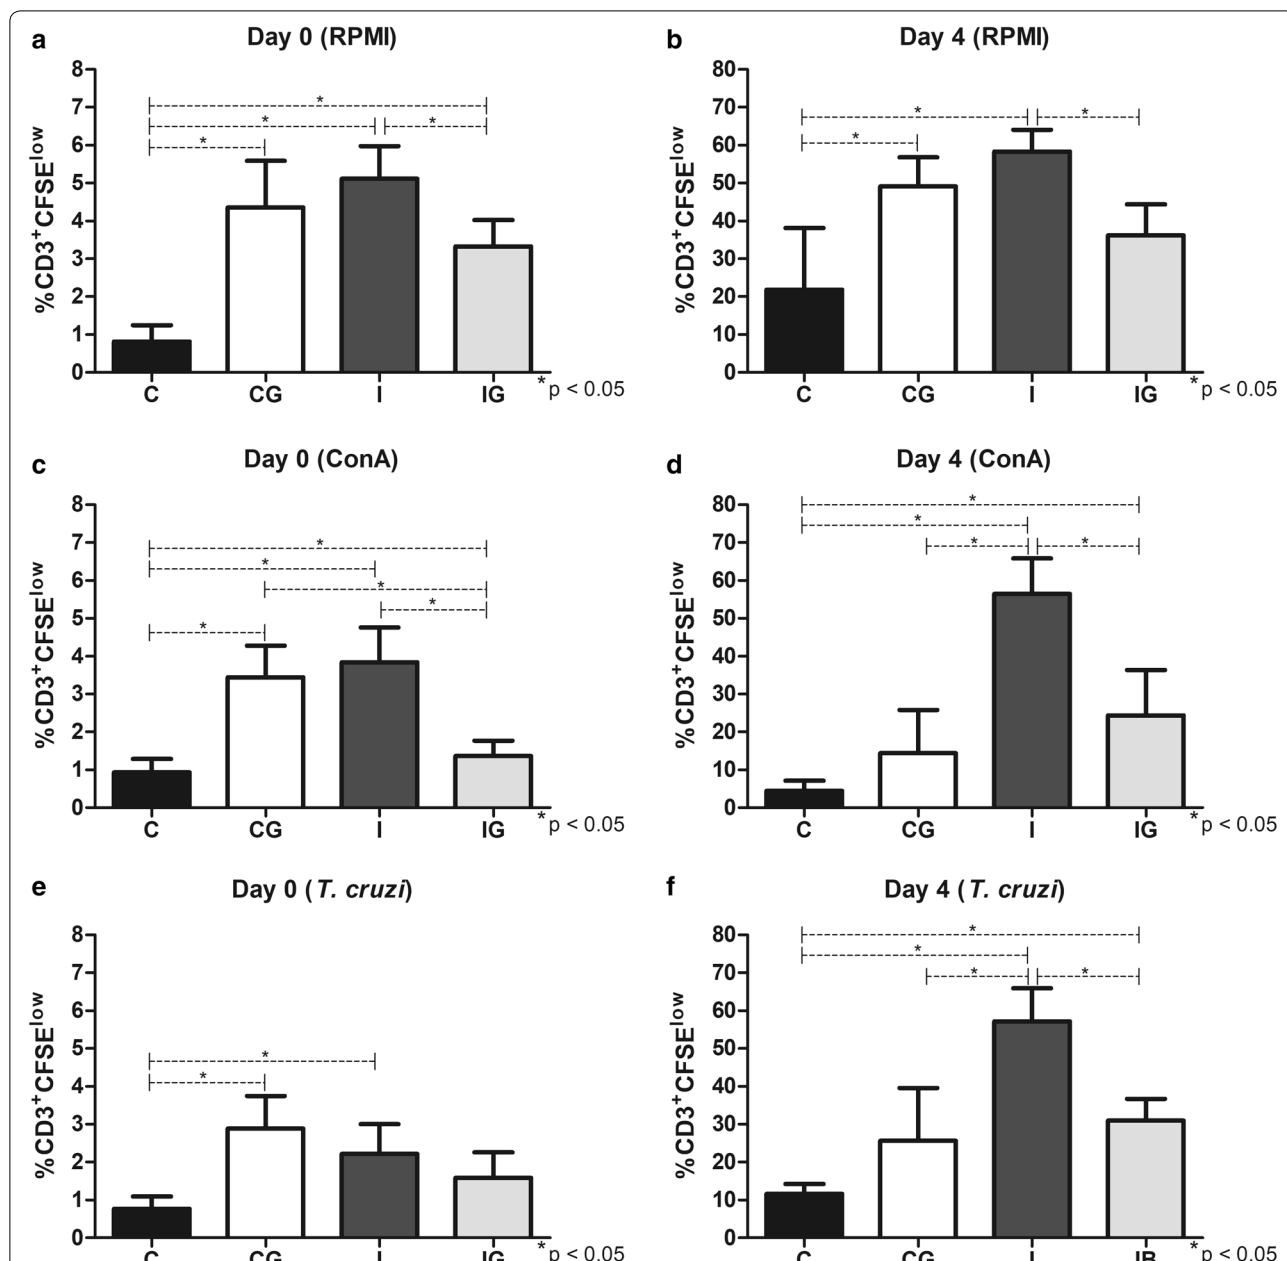 a
Day 0 (RPMI)
%CD3+CFSElow
8
7
6
5
4
3
2
1
0
*
*
*
*
C CG I IG
* p < 0.05
b
Day 4 (RPMI)
%CD3+CFSElow
80
70
60
50
40
30
20
10
0
*
*
*
C CG I IG
* p < 0.05
c
Day 0 (ConA)
%CD3+CFSElow
8
7
6
5
4
3
2
1
0
*
*
*
*
*
C CG I IG
* p < 0.05
d
Day 4 (ConA)
%CD3+CFSElow
80
70
60
50
40
30
20
10
0
*
*
*
*
C CG I IG
* p < 0.05
e
Day 0 (T. cruzi)
%CD3+CFSElow
8
7
6
5
4
3
2
1
0
*
*
C CG I IG
* p < 0.05
f
Day 4 (T. cruzi)
%CD3+CFSElow
80
70
60
50
40
30
20
10
0
*
*
*
*
C CG I IB
* p < 0.05